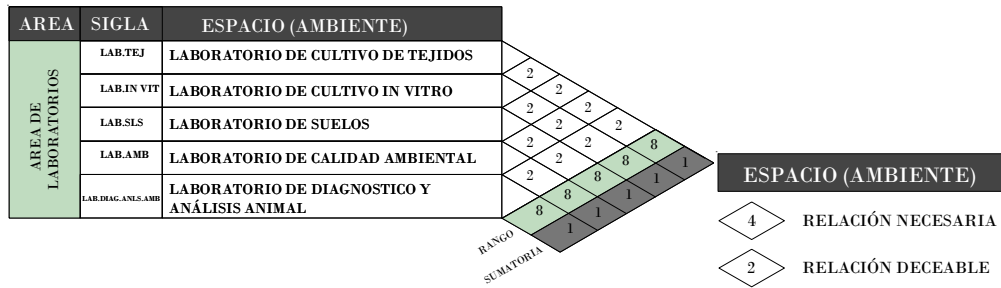 AREA SIGLA ESPACIO (AMBIENTE)
AREA DE
LABORATORIOS
LAB.TEJ LABORATORIO DE CULTIVO DE TEJIDOS
LAB.IN VIT LABORATORIO DE CULTIVO IN VITRO
LAB.SLS LABORATORIO DE SUELOS
LAB.AMB LABORATORIO DE CALIDAD AMBIENTAL
LAB.DIAG.ANLS.AMB LABORATORIO DE DIAGNOSTICO Y
ANÁLISIS ANIMAL
2
2
2 2
2 2
2 2
2
8
8
8
8
8
1
1
1
1
1
RANGO
SUMATORIA
ESPACIO (AMBIENTE)
4 RELACIÓN NECESARIA
2 RELACIÓN DECEABLE